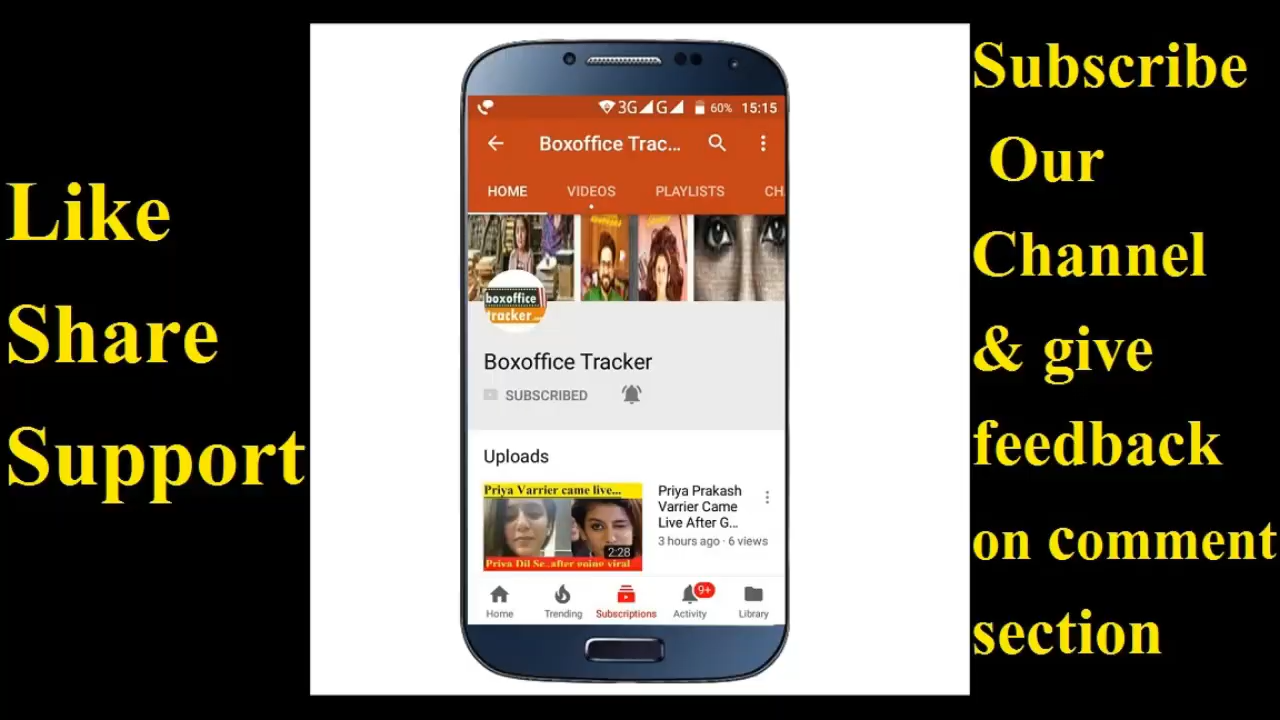 Like
Share
Support
3G G 60% 15:15
Boxoffice Trac...
HOME VIDEOS PLAYLISTS CH
boxoffice
tracker.com
Boxoffice Tracker
SUBSCRIBED
Uploads
Priya Varrier came live...
2:28
Priya Dil Se..after going viral
Priya Prakash
Varrier Came
Live After G...
3 hours ago · 6 views
9+
Home Trending Subscriptions Activity Library
Subscribe
Our
Channel
& give
feedback
on comment
section